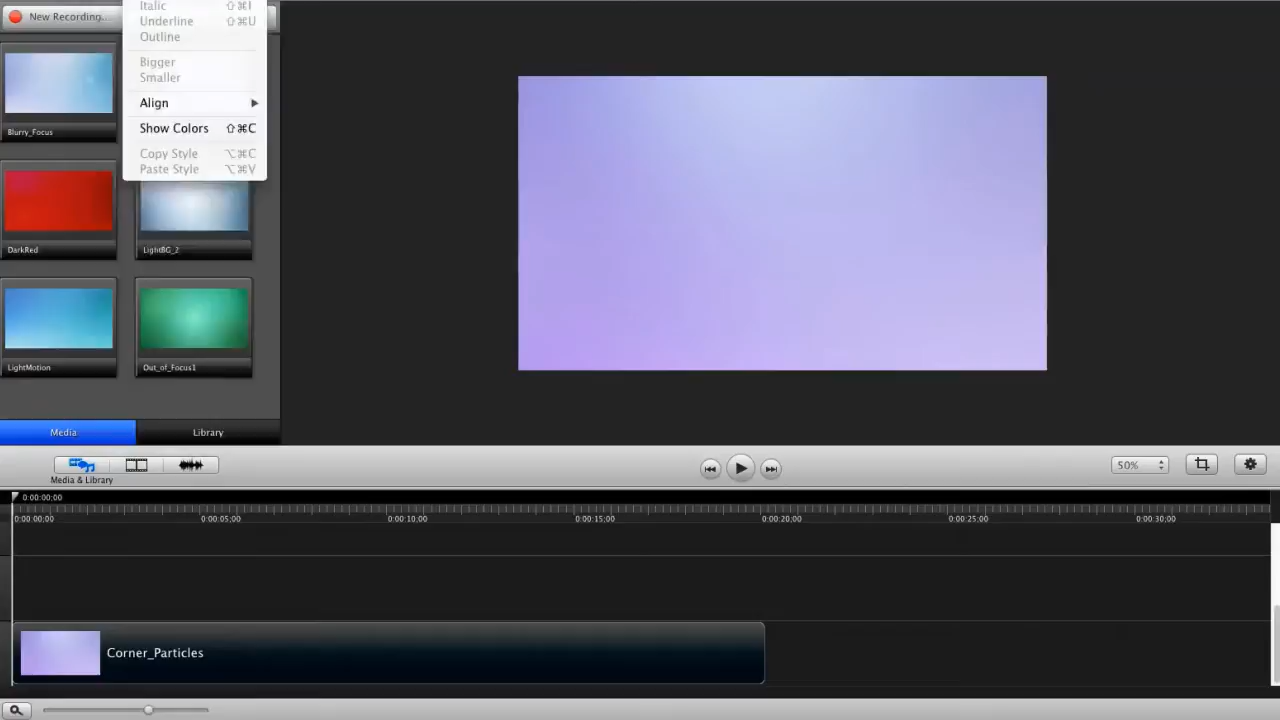 Italic ⇧⌘I
New Recording...
Underline ⇧⌘U
Outline
Bigger
Smaller
Align
Show Colors ⇧⌘C
Copy Style ⌥⌘C
Paste Style ⌥⌘V
Blurry_Focus
DarkRed
LightBG_2
LightMotion
Out_of_Focus1
Media
Library
50%
Media & Library
0:00:00;00
0:00:00;00
0:00:05;00
0:00:10;00
0:00:15;00
0:00:20;00
0:00:25;00
0:00:30;00
Corner_Particles